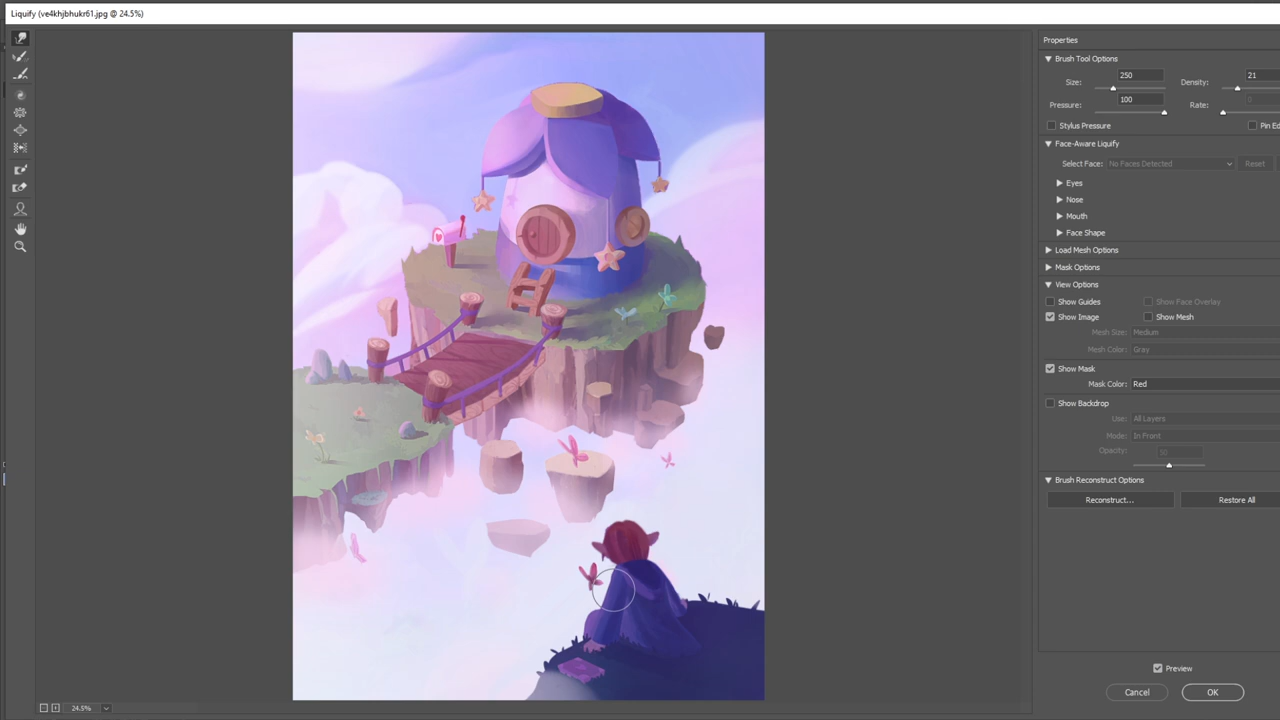 Liquify (ve4khjbhukr61.jpg @ 24.5%)
Properties
Brush Tool Options
Size: 250 Density: 21
Pressure: 100 Rate: 0
Stylus Pressure Pin Ed
Face-Aware Liquify
Select Face: No Faces Detected Reset
Eyes
Nose
Mouth
Face Shape
Load Mesh Options
Mask Options
View Options
Show Guides Show Face Overlay
Show Image Show Mesh
Mesh Size: Medium
Mesh Color: Gray
Show Mask
Mask Color: Red
Show Backdrop
Use: All Layers
Mode: In Front
Opacity: 50
Brush Reconstruct Options
Reconstruct... Restore All
Preview
Cancel OK
24.5%